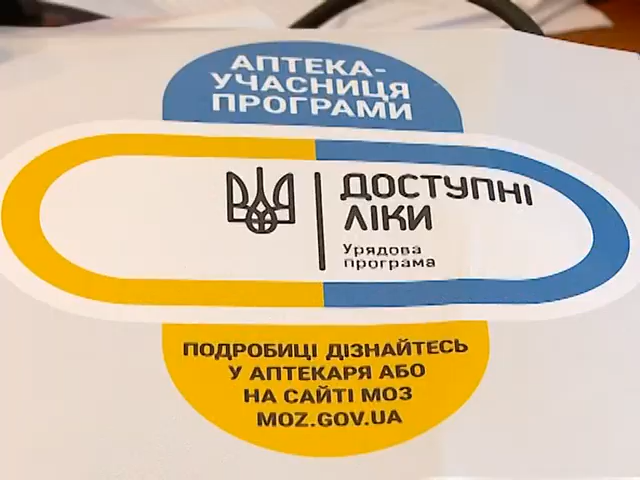 АПТЕКА-
УЧАСНИЦЯ
ПРОГРАМИ
ДОСТУПНІ
ЛІКИ
Урядова
програма
ПОДРОБИЦІ ДІЗНАЙТЕСЬ
У АПТЕКАРЯ АБО
НА САЙТІ МОЗ
MOZ.GOV.UA